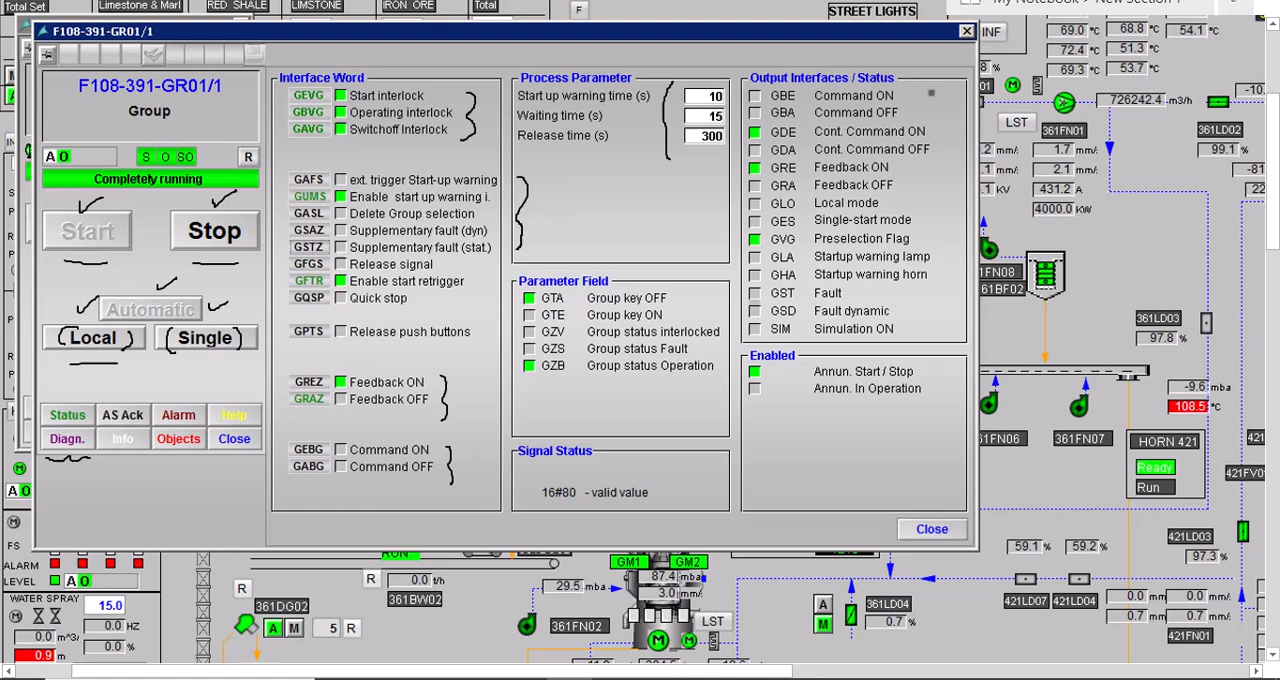 Total Set
Limestone & Marl
RED SHALE
LIMSTONE
IRON ORE
Total
F
STREET LIGHTS
My Notebook > New Section 1
F108-391-GR01/1
F108-391-GR01/1
Group
A O
S O SO
R
Completely running
Start
Stop
Automatic
Local
Single
Status
AS Ack
Alarm
Help
Diagn.
Info
Objects
Close
Interface Word
GEVG Start interlock
GBVG Operating interlock
GAVG Switchoff Interlock
GAFS ext. trigger Start-up warning
GUMS Enable start up warning i.
GASL Delete Group selection
GSAZ Supplementary fault (dyn)
GSTZ Supplementary fault (stat.)
GFGS Release signal
GFTR Enable start retrigger
GQSP Quick stop
GPTS Release push buttons
GREZ Feedback ON
GRAZ Feedback OFF
GEBG Command ON
GABG Command OFF
Process Parameter
Start up warning time (s) 10
Waiting time (s) 15
Release time (s) 300
Parameter Field
GTA Group key OFF
GTE Group key ON
GZV Group status interlocked
GZS Group status Fault
GZB Group status Operation
Signal Status
16#80 - valid value
Output Interfaces / Status
GBE Command ON
GBA Command OFF
GDE Cont. Command ON
GDA Cont. Command OFF
GRE Feedback ON
GRA Feedback OFF
GLO Local mode
GES Single-start mode
GVG Preselection Flag
GLA Startup warning lamp
GHA Startup warning horn
GST Fault
GSD Fault dynamic
SIM Simulation ON
Enabled
Annun. Start / Stop
Annun. In Operation
Close
INF
69.0 °C 68.8 °C 54.1 °C
72.4 °C 51.3 °C
69.3 °C 53.7 °C
M
726242.4 m3/h
LST
361FN01
361LD02
1.7 mm/
99.1 %
2.1 mm/
431.2 A
4000.0 KW
361LD03
97.8 %
-9.6 mba
108.5 °C
361FN07
HORN 421
Ready
Run
421LD03
97.3 %
59.1 %
59.2 %
421LD07 421LD04
0.0 mm 0.0 mm/
0.7 mm 0.7 mm/
421FN01
A O
M
FS
ALARM
LEVEL A O
WATER SPRAY
15.0
M 0.0 HZ
0.0 m^3/ 0.0 %
0.9 m
R
361DG02
A M 5 R
R 0.0 t/h
361BW02
29.5 mba
361FN02
GM1 GM2
87.4 mba
3.0 mm/
LST
M M
A
M
361LD04
0.7 %